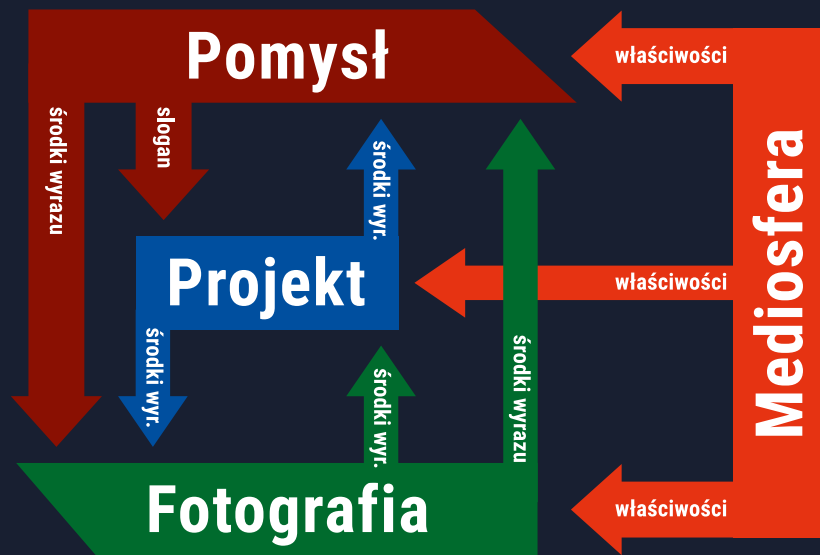 Pomysł
właściwości
środki wyrazu
slogan
środki wyr.
Projekt
właściwości
Mediosfera
środki wyr.
środki wyr.
środki wyrazu
Fotografia
właściwości